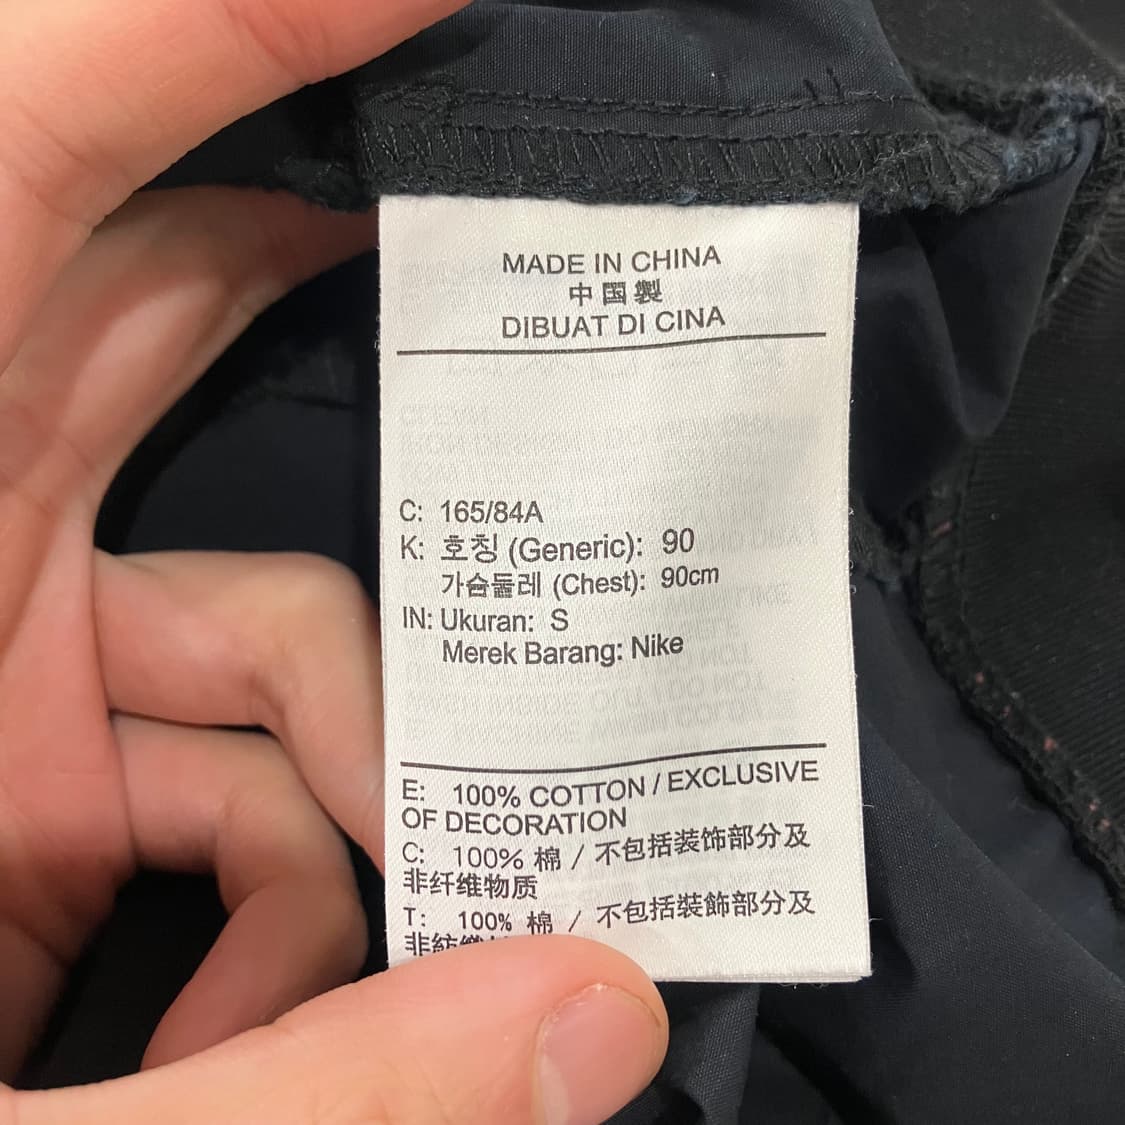 MADE IN CHINA
中国製
DIBUAT DI CINA
C: 165/84A
K: 호칭 (Generic): 90
가슴둘레 (Chest): 90cm
IN: Ukuran: S
Merek Barang: Nike
E: 100% COTTON / EXCLUSIVE
OF DECORATION
C: 100% 棉 / 不包括装饰部分及
非纤维物质
T: 100% 棉 / 不包括裝飾部分及
非紡